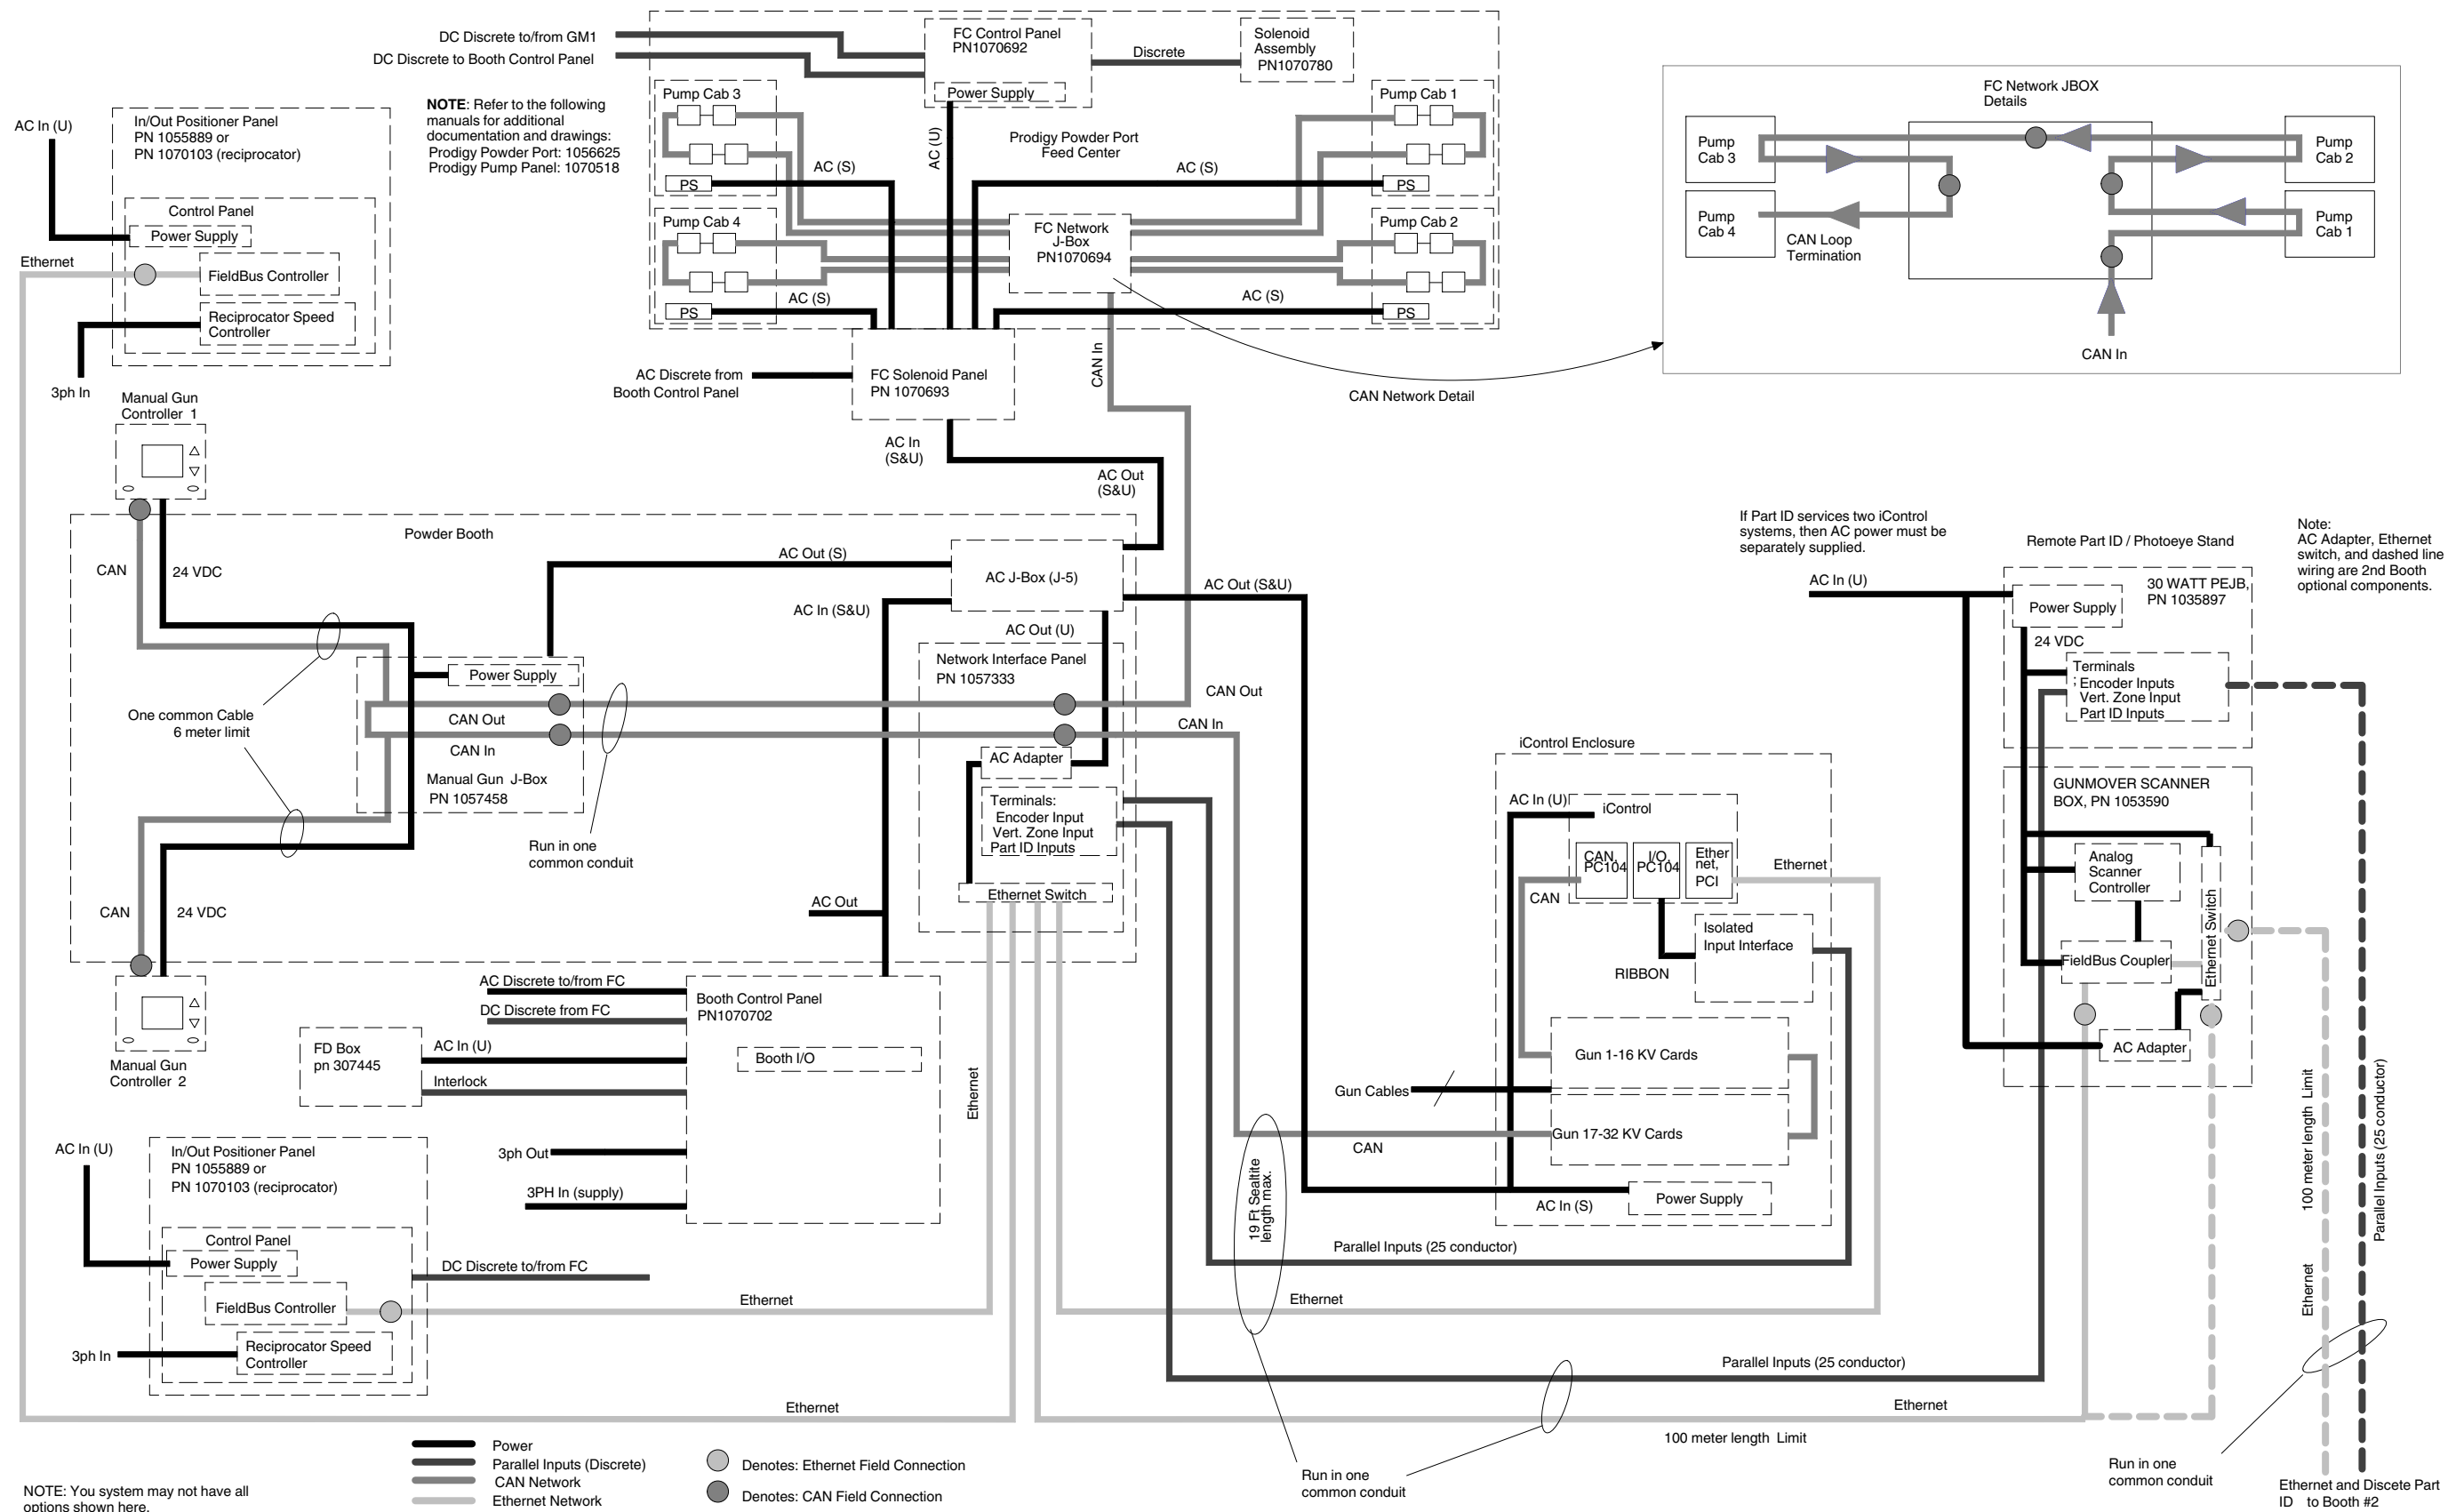 DC Discrete to/from GM1
DC Discrete to Booth Control Panel
FC Control Panel
PN1070692
Power Supply
Discrete
Solenoid
Assembly
PN1070780
NOTE: Refer to the following
manuals for additional
documentation and drawings:
Prodigy Powder Port: 1056625
Prodigy Pump Panel: 1070518
Pump Cab 3
PS
Pump Cab 4
PS
AC (S)
AC (S)
AC (U)
Prodigy Powder Port
Feed Center
AC (S)
AC (S)
Pump Cab 1
PS
Pump Cab 2
PS
FC Network
J-Box
PN1070694
FC Network JBOX
Details
Pump
Cab 3
Pump
Cab 4
Pump
Cab 2
Pump
Cab 1
CAN Loop
Termination
CAN In
CAN Network Detail
AC In (U)
In/Out Positioner Panel
PN 1055889 or
PN 1070103 (reciprocator)
Control Panel
Power Supply
Ethernet
FieldBus Controller
Reciprocator Speed
Controller
3ph In
AC Discrete from
Booth Control Panel
FC Solenoid Panel
PN 1070693
CAN In
AC In
(S&U)
AC Out
(S&U)
Manual Gun
Controller 1
Powder Booth
CAN
24 VDC
AC Out (S)
AC J-Box (J-5)
AC In (S&U)
AC Out (S&U)
AC Out (U)
Network Interface Panel
PN 1057333
Power Supply
CAN Out
CAN In
CAN Out
CAN In
One common Cable
6 meter limit
Manual Gun J-Box
PN 1057458
Run in one
common conduit
AC Adapter
Terminals:
Encoder Input
Vert. Zone Input
Part ID Inputs
Ethernet Switch
AC Out
CAN
24 VDC
Manual Gun
Controller 2
AC Discrete to/from FC
DC Discrete from FC
Booth Control Panel
PN1070702
Booth I/O
FD Box
pn 307445
AC In (U)
Interlock
3ph Out
3PH In (supply)
Ethernet
AC In (U)
In/Out Positioner Panel
PN 1055889 or
PN 1070103 (reciprocator)
Control Panel
Power Supply
DC Discrete to/from FC
FieldBus Controller
Ethernet
Reciprocator Speed
Controller
3ph In
Ethernet
iControl Enclosure
AC In (U)
iControl
CAN,
PC104
I/O,
PC104
Ether
net,
PCI
Ethernet
CAN
Isolated
Input Interface
RIBBON
Gun 1-16 KV Cards
Gun Cables
Gun 17-32 KV Cards
CAN
AC In (S)
Power Supply
19 Ft Sealtite
length max.
Parallel Inputs (25 conductor)
Ethernet
Parallel Inputs (25 conductor)
Ethernet
100 meter length Limit
Run in one
common conduit
If Part ID services two iControl
systems, then AC power must be
separately supplied.
Remote Part ID / Photoeye Stand
Note:
AC Adapter, Ethernet
switch, and dashed line
wiring are 2nd Booth
optional components.
AC In (U)
Power Supply
30 WATT PEJB,
PN 1035897
24 VDC
Terminals
: Encoder Inputs
Vert. Zone Input
Part ID Inputs
GUNMOVER SCANNER
BOX, PN 1053590
Analog
Scanner
Controller
Ethernet Switch
FieldBus Coupler
AC Adapter
100 meter length Limit
Ethernet
Parallel Inputs (25 conductor)
Run in one
common conduit
Ethernet and Discete Part
ID to Booth #2
Power
Parallel Inputs (Discrete)
CAN Network
Ethernet Network
Denotes: Ethernet Field Connection
Denotes: CAN Field Connection
NOTE: You system may not have all
options shown here.